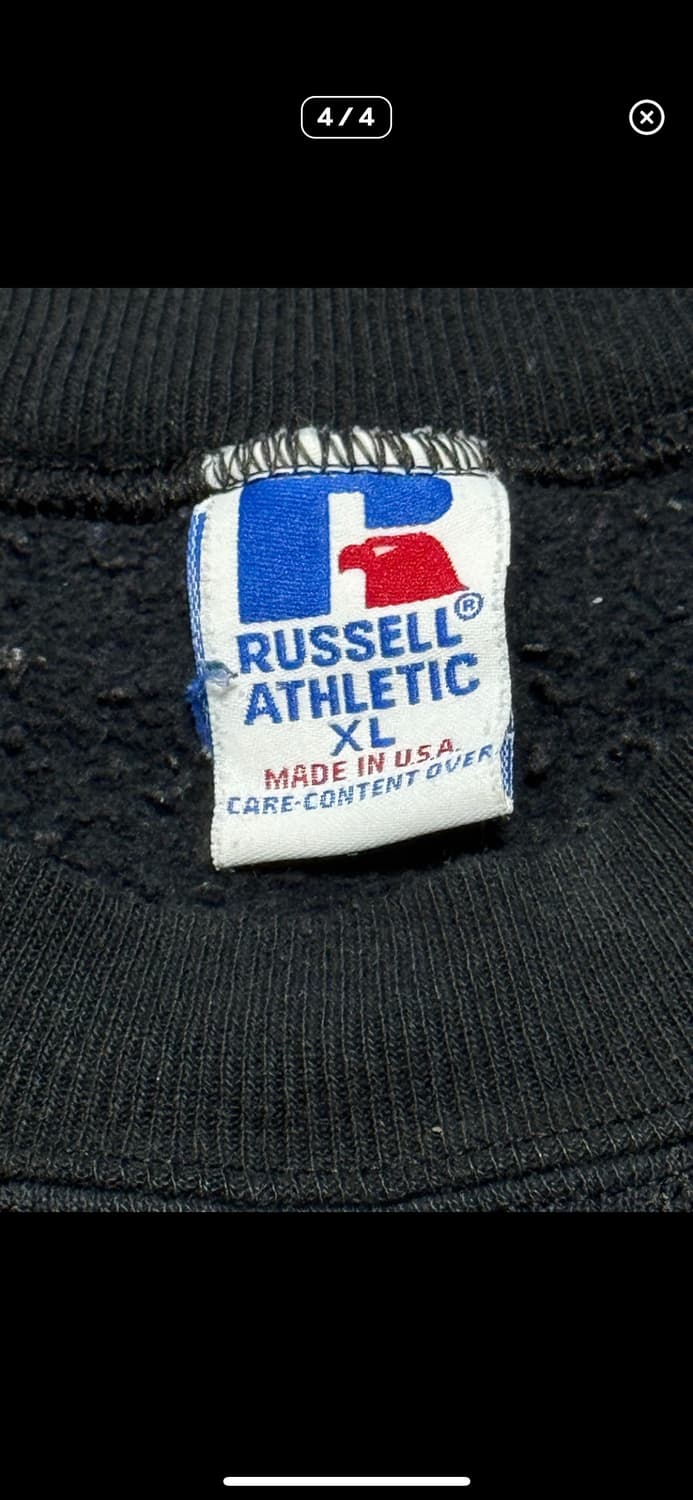 4/4
RUSSELL®
ATHLETIC
XL
MADE IN U.S.A.
CARE-CONTENT OVER